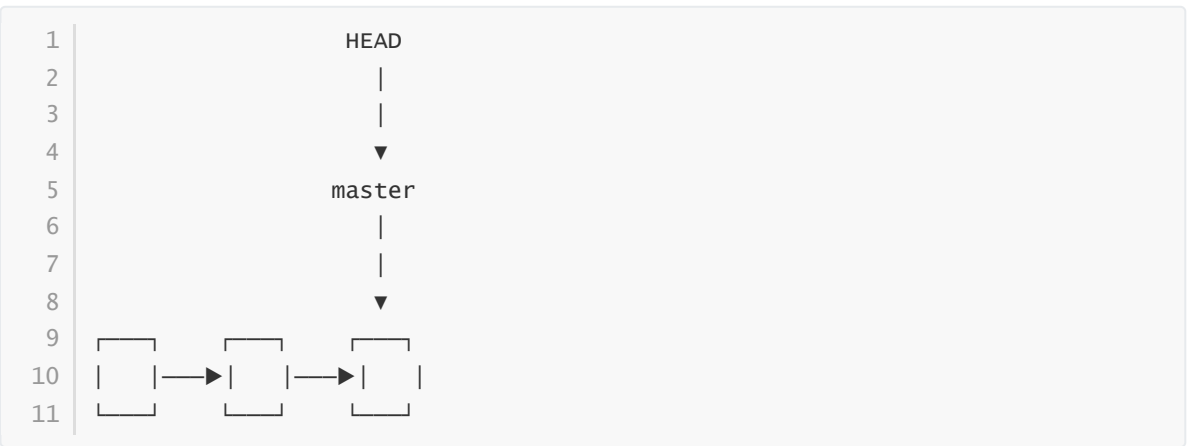 1 HEAD
2 │
3 │
4 ▼
5 master
6 │
7 │
8 ▼
9 ┌───┐    ┌───┐    ┌───┐
10 │   │───▶│   │───▶│   │
11 └───┘    └───┘    └───┘